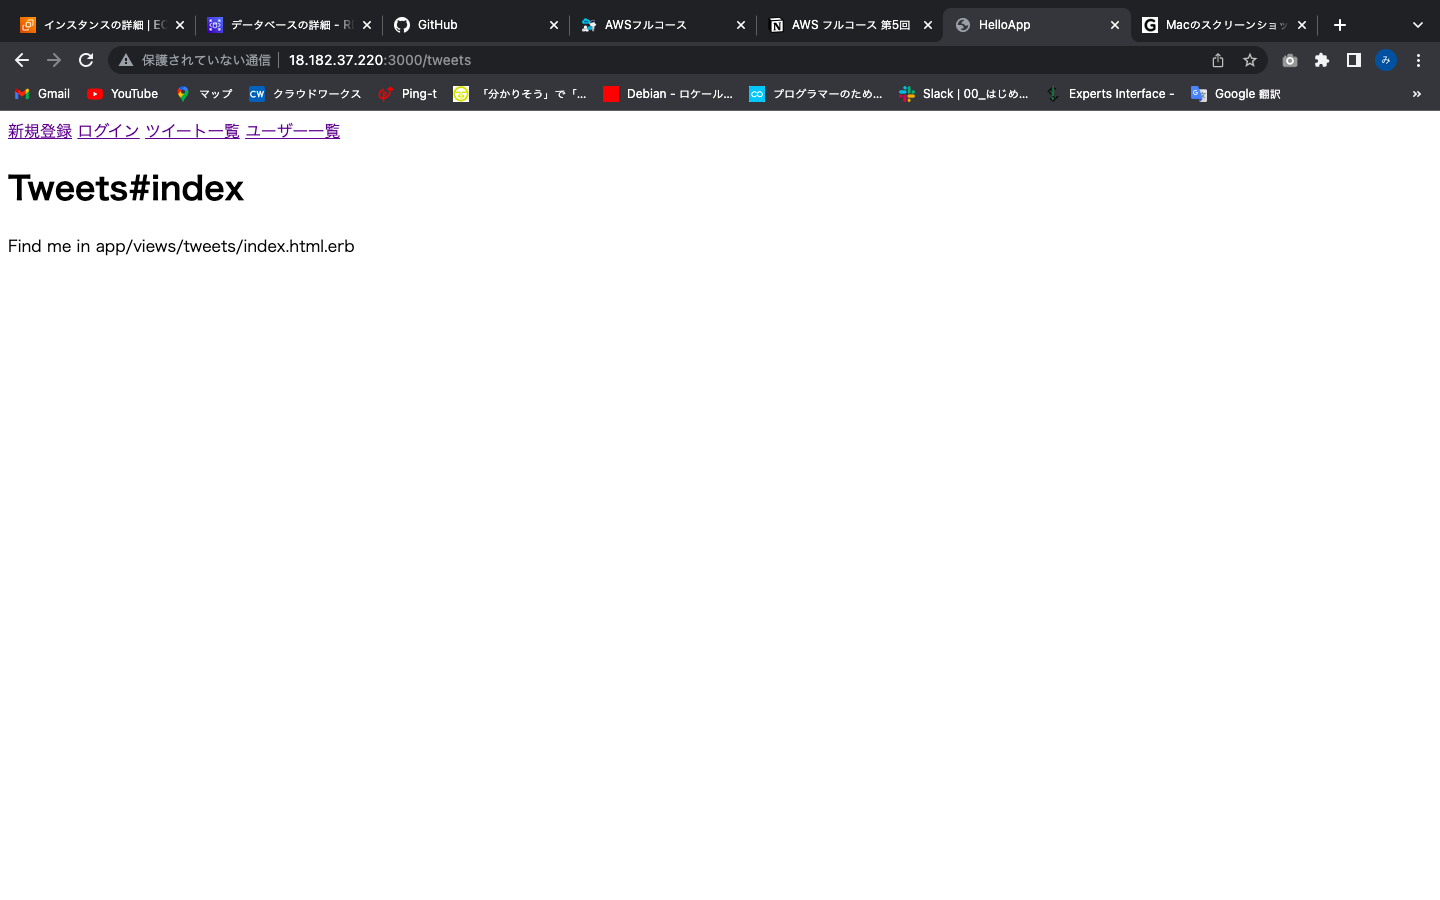 インスタンスの詳細 | EC データベースの詳細 - R GitHub AWSフルコース AWS フルコース 第5回 HelloApp Macのスクリーンショッ
保護されていない通信 18.182.37.220:3000/tweets み
Gmail YouTube マップ CW クラウドワークス Ping-t 「分かりそう」で「... Debian - ロケール... CO プログラマーのため... Slack | 00_はじめ... Experts Interface - Google 翻訳 »
新規登録 ログイン ツイート一覧 ユーザー一覧
Tweets#index
Find me in app/views/tweets/index.html.erb